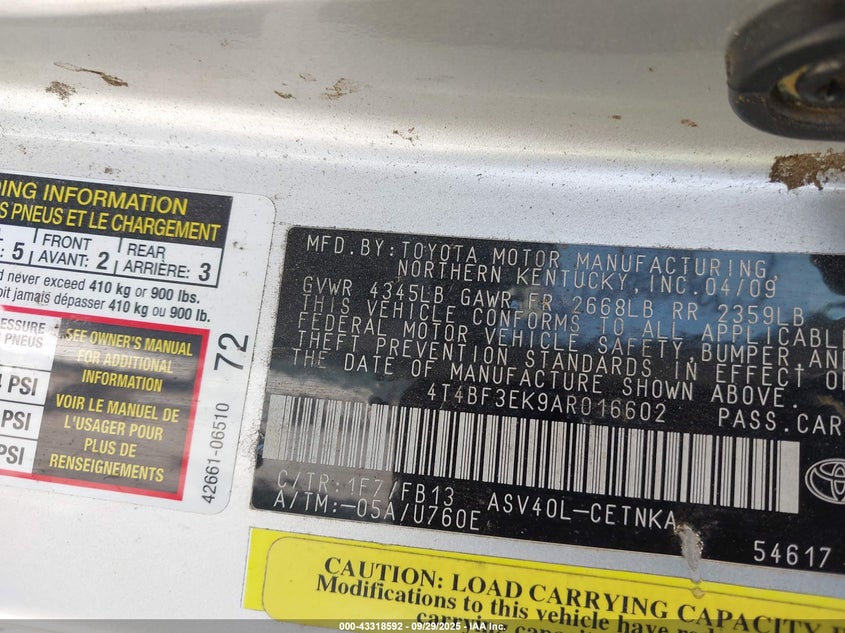 DING INFORMATION
S PNEUS ET LE CHARGEMENT
5 FRONT AVANT: 2 REAR ARRIÈRE: 3
d never exceed 410 kg or 900 lbs.
oit jamais dépasser 410 kg ou 900 lb.
RESSURE
PNEUS
SEE OWNER'S MANUAL
FOR ADDITIONAL
INFORMATION
PSI
PSI
PSI
VOIR LE MANUEL DE
L'USAGER POUR
PLUS DE
RENSEIGNEMENTS
42661-06510 72
MFD.BY:TOYOTA MOTOR MANUFACTURING
NORTHERN KENTUCKY, INC.04/09
GVWR 4345LB GAWR FR 2668LB RR 2359LB
THIS VEHICLE CONFORMS TO ALL APPLICABLE
FEDERAL MOTOR VEHICLE SAFETY,BUMPER AND
THEFT PREVENTION STANDARDS IN EFFECT O
THE DATE OF MANUFACTURE SHOWN ABOVE.
4T4BF3EK9AR016602 PASS.CAR
C/TR:1F7/FB13 ASV40L-CETNKA
A/TM:-05A/U760E
54617
TOYOTA
CAUTION: LOAD CARRYING CAPACITY
Modifications to this vehicle have
carrying
000-43318592 - 09/29/2025 - IAA Inc.